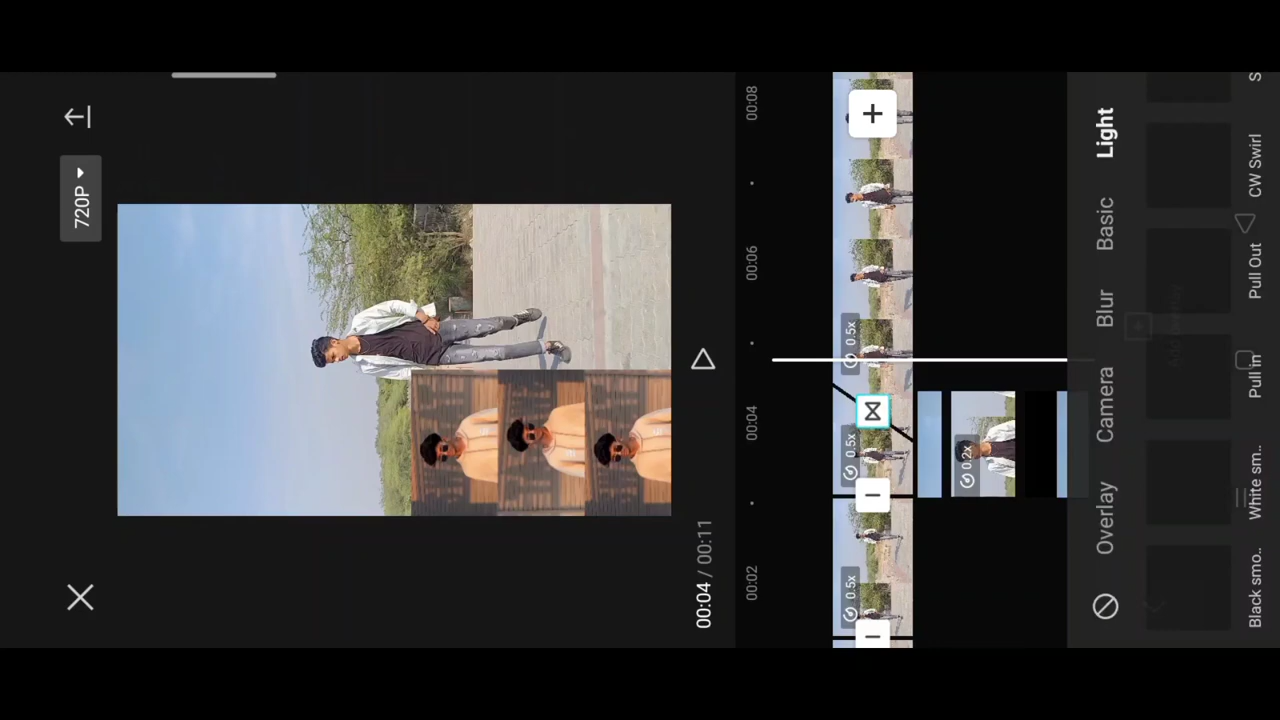 720P
00:04 / 00:11
00:02
00:04
00:06
00:08
0.5x
0.5x
0.5x
0.2x
Overlay
Camera
Blur
Basic
Light
Black smo..
White sm..
Pull in
Pull Out
CW Swirl
S